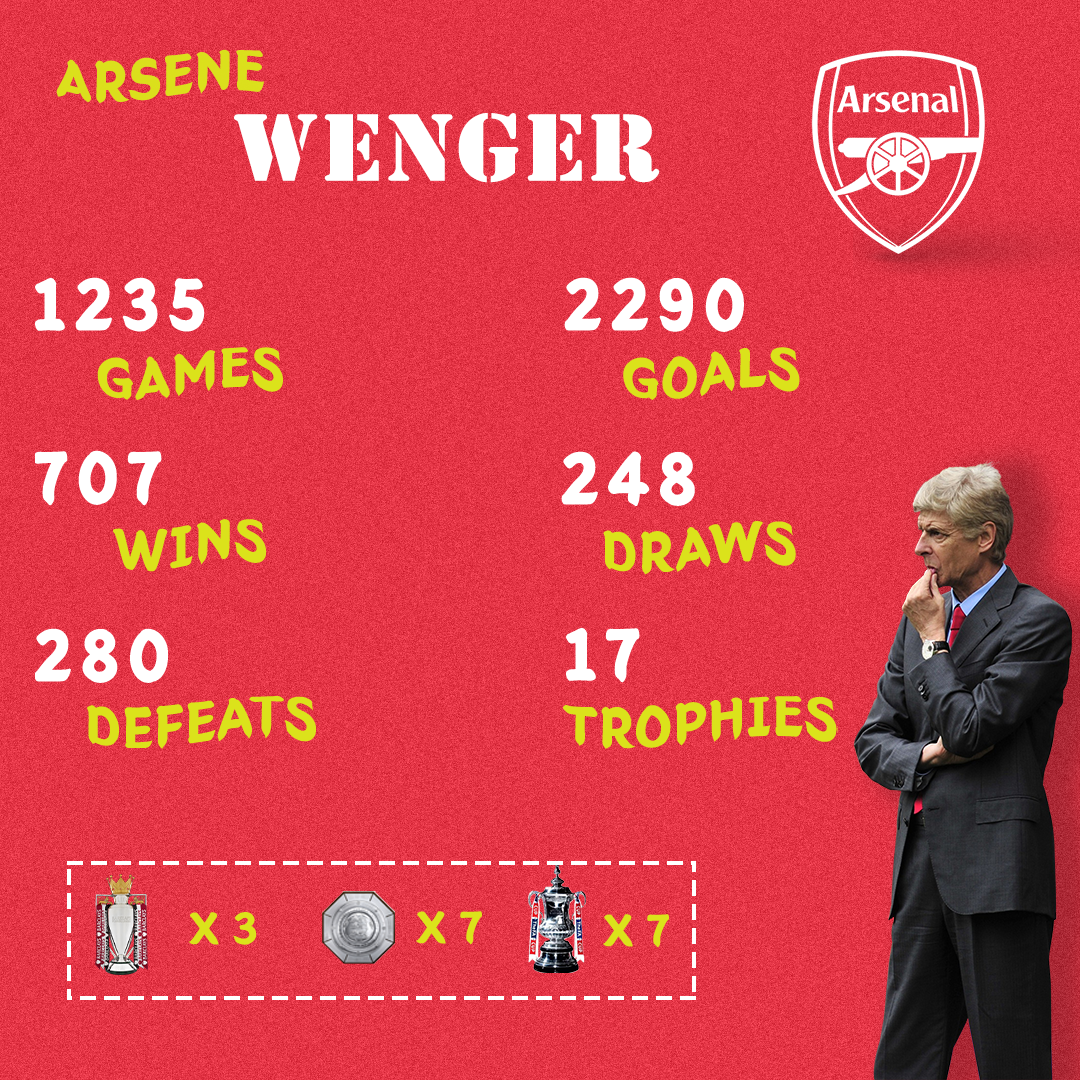 ARSENE
WENGER
Arsenal
1235
GAMES
2290
GOALS
707
WINS
248
DRAWS
280
DEFEATS
17
TROPHIES
X 3
X 7
X 7